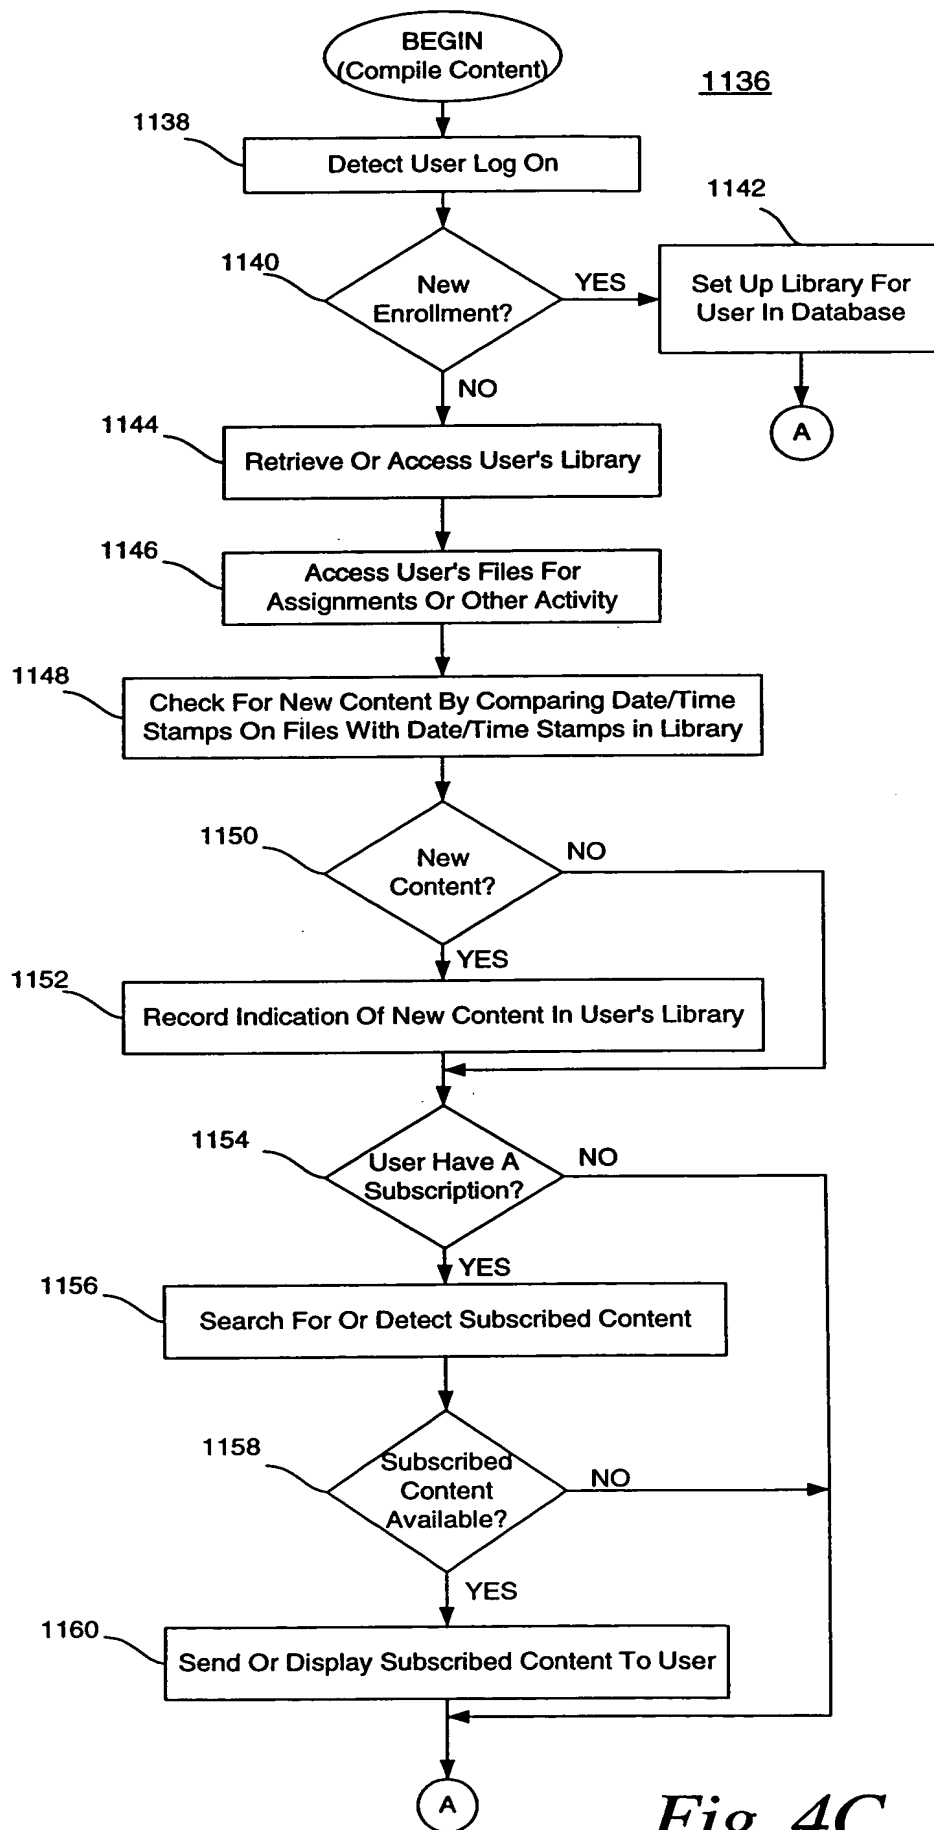 BEGIN
(Compile Content)
1136
1138
Detect User Log On
1142
1140
New
Enrollment?
YES
Set Up Library For
User In Database
NO
A
1144
Retrieve Or Access User's Library
1146
Access User's Files For
Assignments Or Other Activity
1148
Check For New Content By Comparing Date/Time
Stamps On Files With Date/Time Stamps in Library
1150
New
Content?
NO
YES
1152
Record Indication Of New Content In User's Library
1154
User Have A
Subscription?
NO
YES
1156
Search For Or Detect Subscribed Content
1158
Subscribed
Content
Available?
NO
YES
1160
Send Or Display Subscribed Content To User
A
Fig. 4C